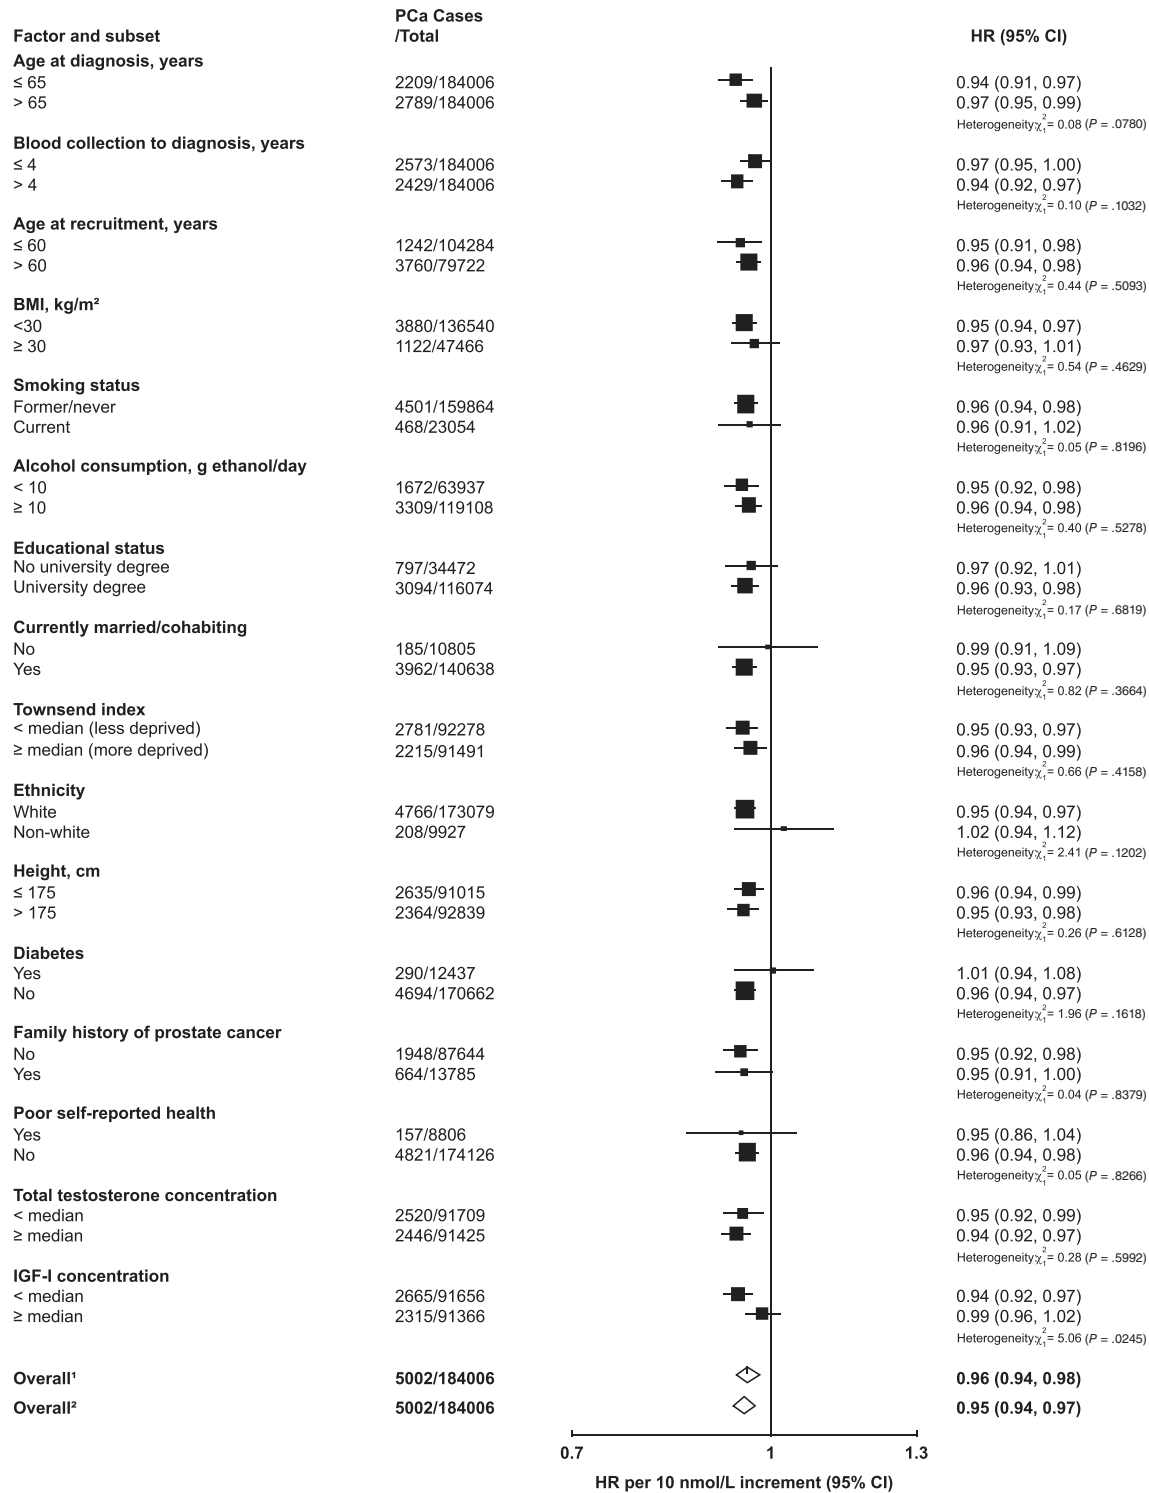 PCa Cases
Factor and subset /Total HR (95% CI)
Age at diagnosis, years
≤ 65 2209/184006 0.94 (0.91, 0.97)
> 65 2789/184006 0.97 (0.95, 0.99)
Heterogeneity χ²₁= 0.08 (P = .0780)
Blood collection to diagnosis, years
≤ 4 2573/184006 0.97 (0.95, 1.00)
> 4 2429/184006 0.94 (0.92, 0.97)
Heterogeneity χ²₁= 0.10 (P = .1032)
Age at recruitment, years
≤ 60 1242/104284 0.95 (0.91, 0.98)
> 60 3760/79722 0.96 (0.94, 0.98)
Heterogeneity χ²₁= 0.44 (P = .5093)
BMI, kg/m²
<30 3880/136540 0.95 (0.94, 0.97)
≥ 30 1122/47466 0.97 (0.93, 1.01)
Heterogeneity χ²₁= 0.54 (P = .4629)
Smoking status
Former/never 4501/159864 0.96 (0.94, 0.98)
Current 468/23054 0.96 (0.91, 1.02)
Heterogeneity χ²₁= 0.05 (P = .8196)
Alcohol consumption, g ethanol/day
< 10 1672/63937 0.95 (0.92, 0.98)
≥ 10 3309/119108 0.96 (0.94, 0.98)
Heterogeneity χ²₁= 0.40 (P = .5278)
Educational status
No university degree 797/34472 0.97 (0.92, 1.01)
University degree 3094/116074 0.96 (0.93, 0.98)
Heterogeneity χ²₁= 0.17 (P = .6819)
Currently married/cohabiting
No 185/10805 0.99 (0.91, 1.09)
Yes 3962/140638 0.95 (0.93, 0.97)
Heterogeneity χ²₁= 0.82 (P = .3664)
Townsend index
< median (less deprived) 2781/92278 0.95 (0.93, 0.97)
≥ median (more deprived) 2215/91491 0.96 (0.94, 0.99)
Heterogeneity χ²₁= 0.66 (P = .4158)
Ethnicity
White 4766/173079 0.95 (0.94, 0.97)
Non-white 208/9927 1.02 (0.94, 1.12)
Heterogeneity χ²₁= 2.41 (P = .1202)
Height, cm
≤ 175 2635/91015 0.96 (0.94, 0.99)
> 175 2364/92839 0.95 (0.93, 0.98)
Heterogeneity χ²₁= 0.26 (P = .6128)
Diabetes
Yes 290/12437 1.01 (0.94, 1.08)
No 4694/170662 0.96 (0.94, 0.97)
Heterogeneity χ²₁= 1.96 (P = .1618)
Family history of prostate cancer
No 1948/87644 0.95 (0.92, 0.98)
Yes 664/13785 0.95 (0.91, 1.00)
Heterogeneity χ²₁= 0.04 (P = .8379)
Poor self-reported health
Yes 157/8806 0.95 (0.86, 1.04)
No 4821/174126 0.96 (0.94, 0.98)
Heterogeneity χ²₁= 0.05 (P = .8266)
Total testosterone concentration
< median 2520/91709 0.95 (0.92, 0.99)
≥ median 2446/91425 0.94 (0.92, 0.97)
Heterogeneity χ²₁= 0.28 (P = .5992)
IGF-I concentration
< median 2665/91656 0.94 (0.92, 0.97)
≥ median 2315/91366 0.99 (0.96, 1.02)
Heterogeneity χ²₁= 5.06 (P = .0245)
Overall¹ 5002/184006 0.96 (0.94, 0.98)
Overall² 5002/184006 0.95 (0.94, 0.97)
0.7 1 1.3
HR per 10 nmol/L increment (95% CI)